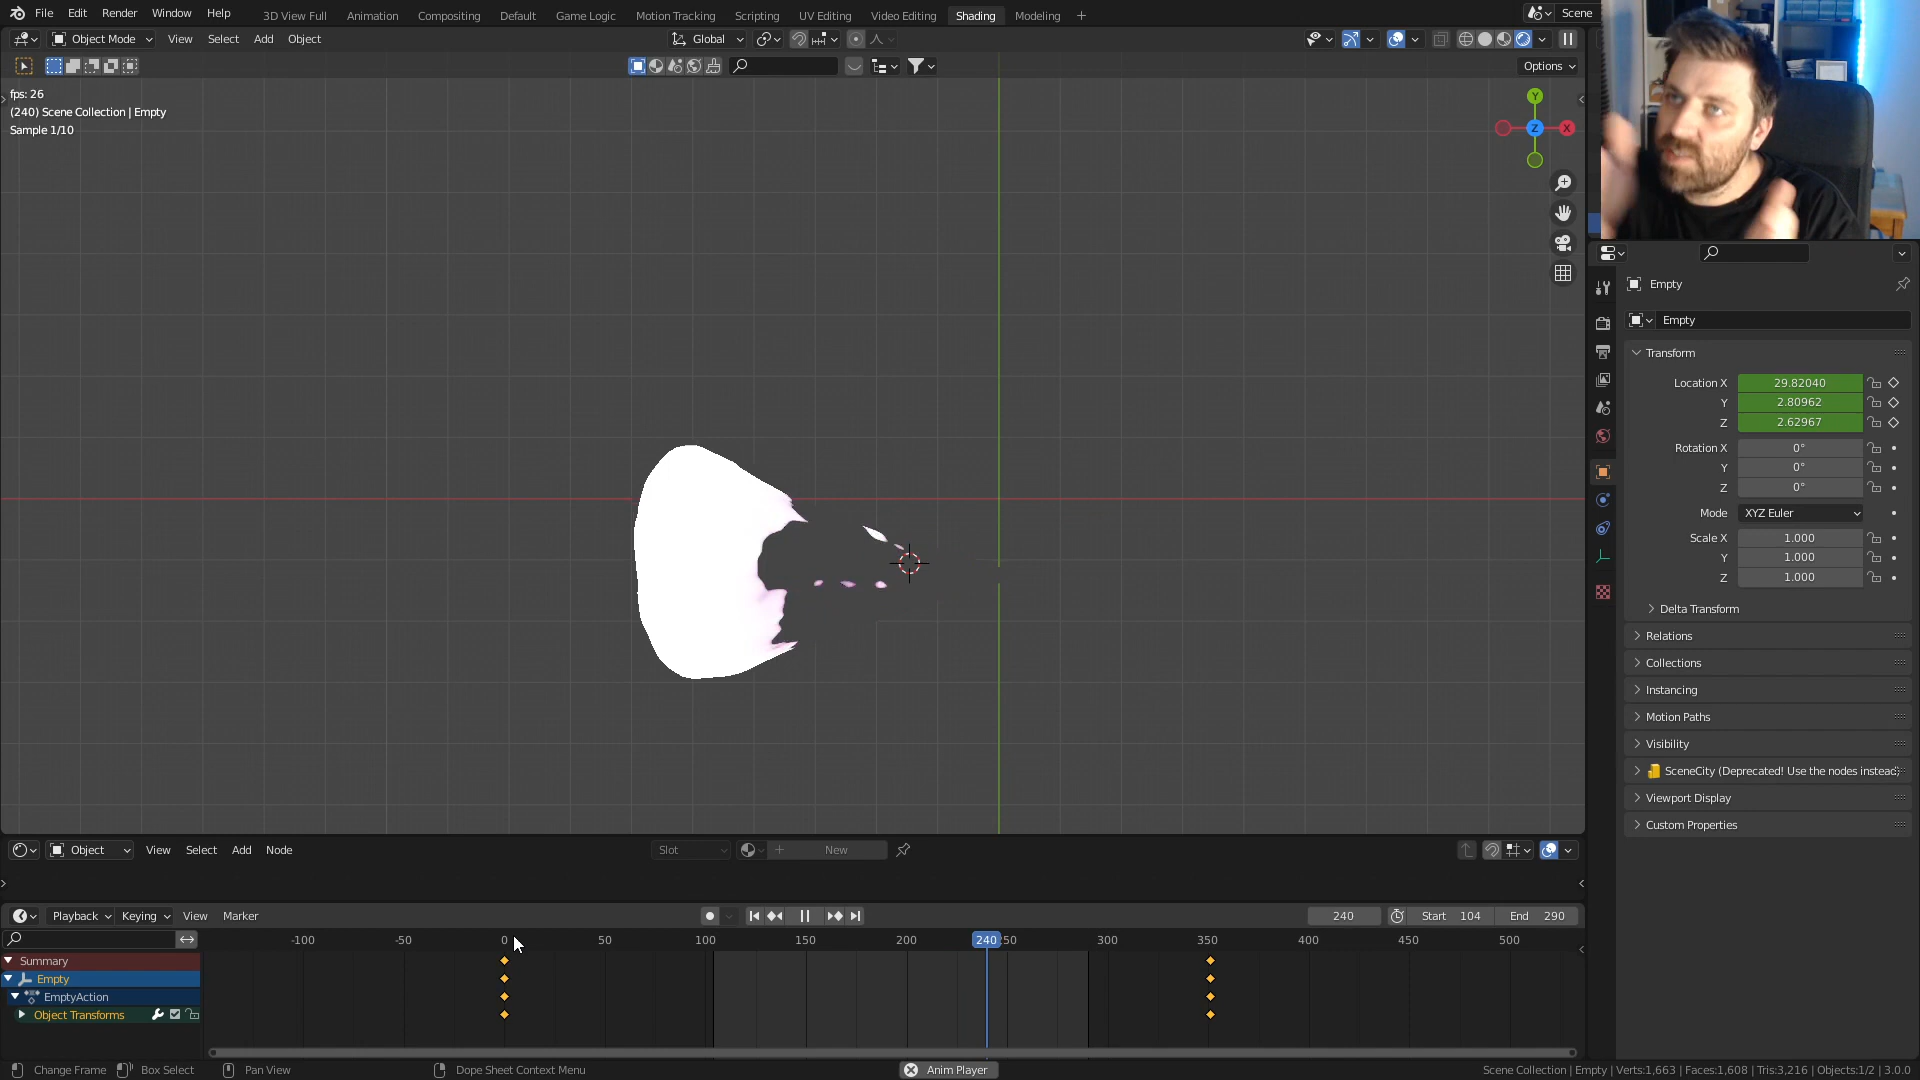 File Edit Render Window Help
3D View Full Animation Compositing Default Game Logic Motion Tracking Scripting UV Editing Video Editing Shading Modeling +
Scene
Object Mode View Select Add Object
Global
Options
fps: 26
(240) Scene Collection | Empty
Sample 1/10
Y
Z
X
Empty
Empty
Transform
Location X 29.82040
Y 2.80962
Z 2.62967
Rotation X 0°
Y 0°
Z 0°
Mode XYZ Euler
Scale X 1.000
Y 1.000
Z 1.000
Delta Transform
Relations
Collections
Instancing
Motion Paths
Visibility
SceneCity (Deprecated! Use the nodes instead
Viewport Display
Custom Properties
Object View Select Add Node
Slot
New
Playback Keying View Marker
240 Start 104 End 290
-100 -50 0 50 100 150 200 240 50 300 350 400 450 500
Summary
Empty
EmptyAction
Object Transforms
Change Frame Box Select Pan View Dope Sheet Context Menu Anim Player
Scene Collection | Empty | Verts:1,663 | Faces:1,608 | Tris:3,216 | Objects:1/2 | 3.0.0